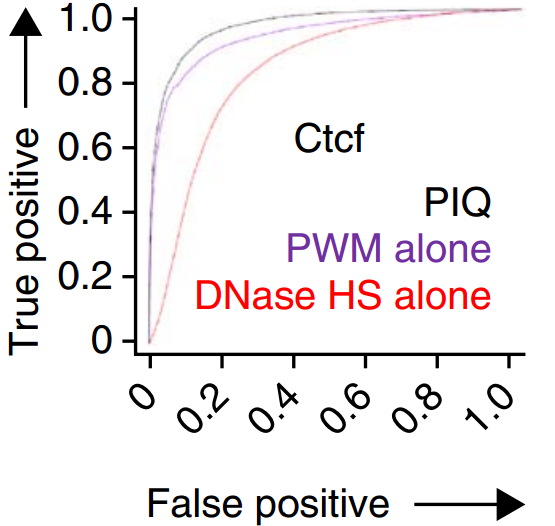 1.0
0.8
0.6
0.4
0.2
0
True positive
Ctcf
PIQ
PWM alone
DNase HS alone
0
0.2
0.4
0.6
0.8
1.0
False positive